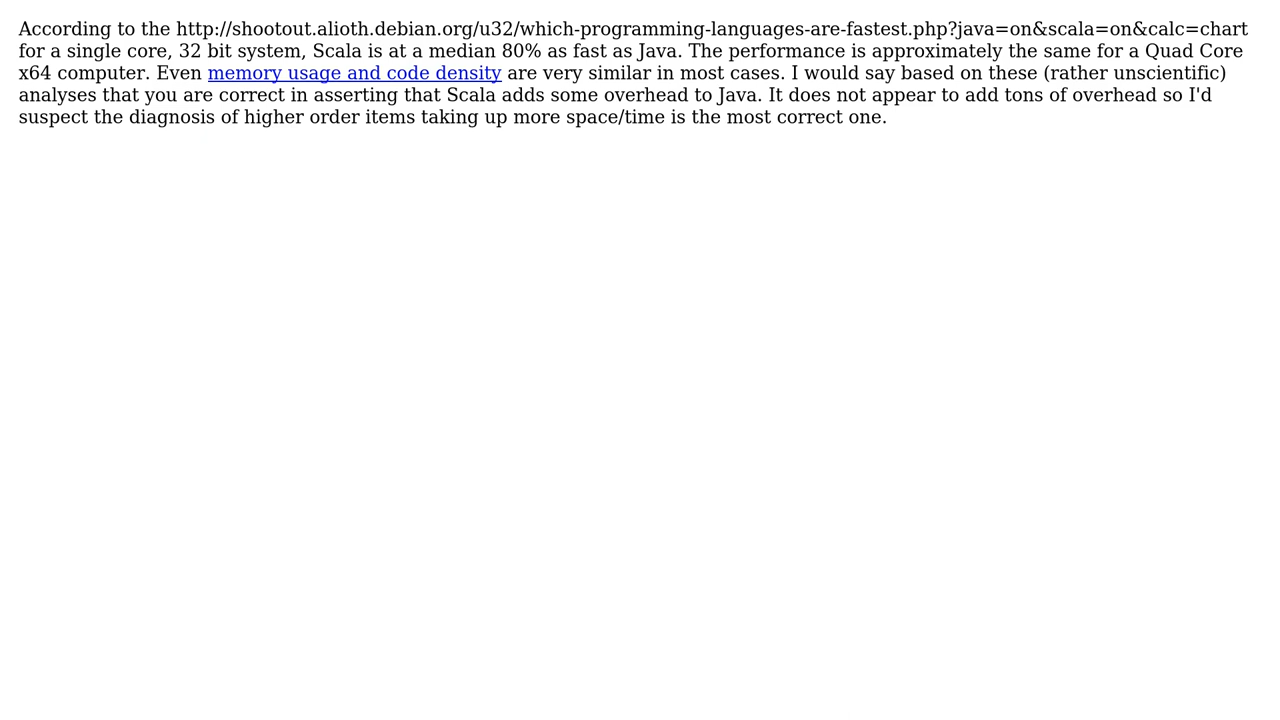 According to the http://shootout.alioth.debian.org/u32/which-programming-languages-are-fastest.php?java=on&scala=on&calc=chart
for a single core, 32 bit system, Scala is at a median 80% as fast as Java. The performance is approximately the same for a Quad Core
x64 computer. Even memory usage and code density are very similar in most cases. I would say based on these (rather unscientific)
analyses that you are correct in asserting that Scala adds some overhead to Java. It does not appear to add tons of overhead so I'd
suspect the diagnosis of higher order items taking up more space/time is the most correct one.